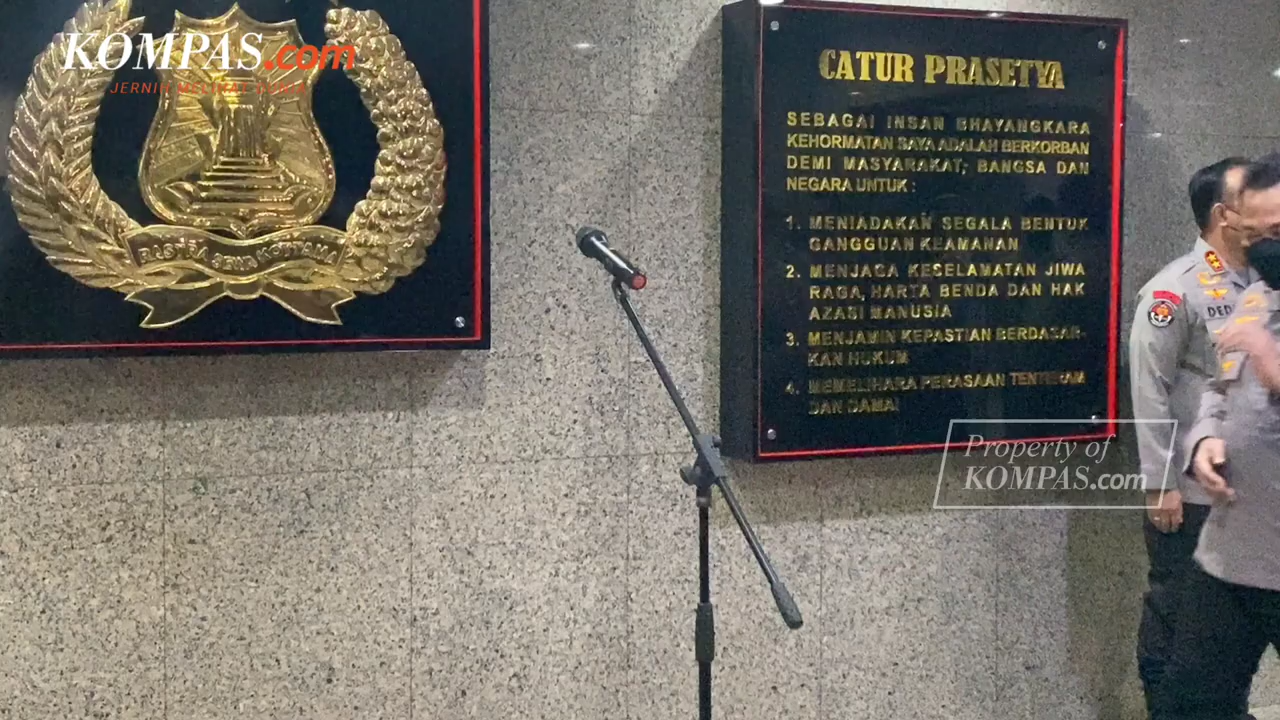 KOMPAS.com
JERNIH MELIHAT DUNIA
RASTRA SEWA KOTTAMA
CATUR PRASETYA
SEBAGAI INSAN BHAYANGKARA
KEHORMATAN SAYA ADALAH BERKORBAN
DEMI MASYARAKAT, BANGSA DAN
NEGARA UNTUK :
1. MENIADAKAN SEGALA BENTUK
GANGGUAN KEAMANAN
2. MENJAGA KESELAMATAN JIWA
RAGA, HARTA BENDA DAN HAK
AZASI MANUSIA
3. MENJAMIN KEPASTIAN BERDASAR-
KAN HUKUM
4. MEMELIHARA PERASAAN TENTERAM
DAN DAMAI
DED
Property of
KOMPAS.com